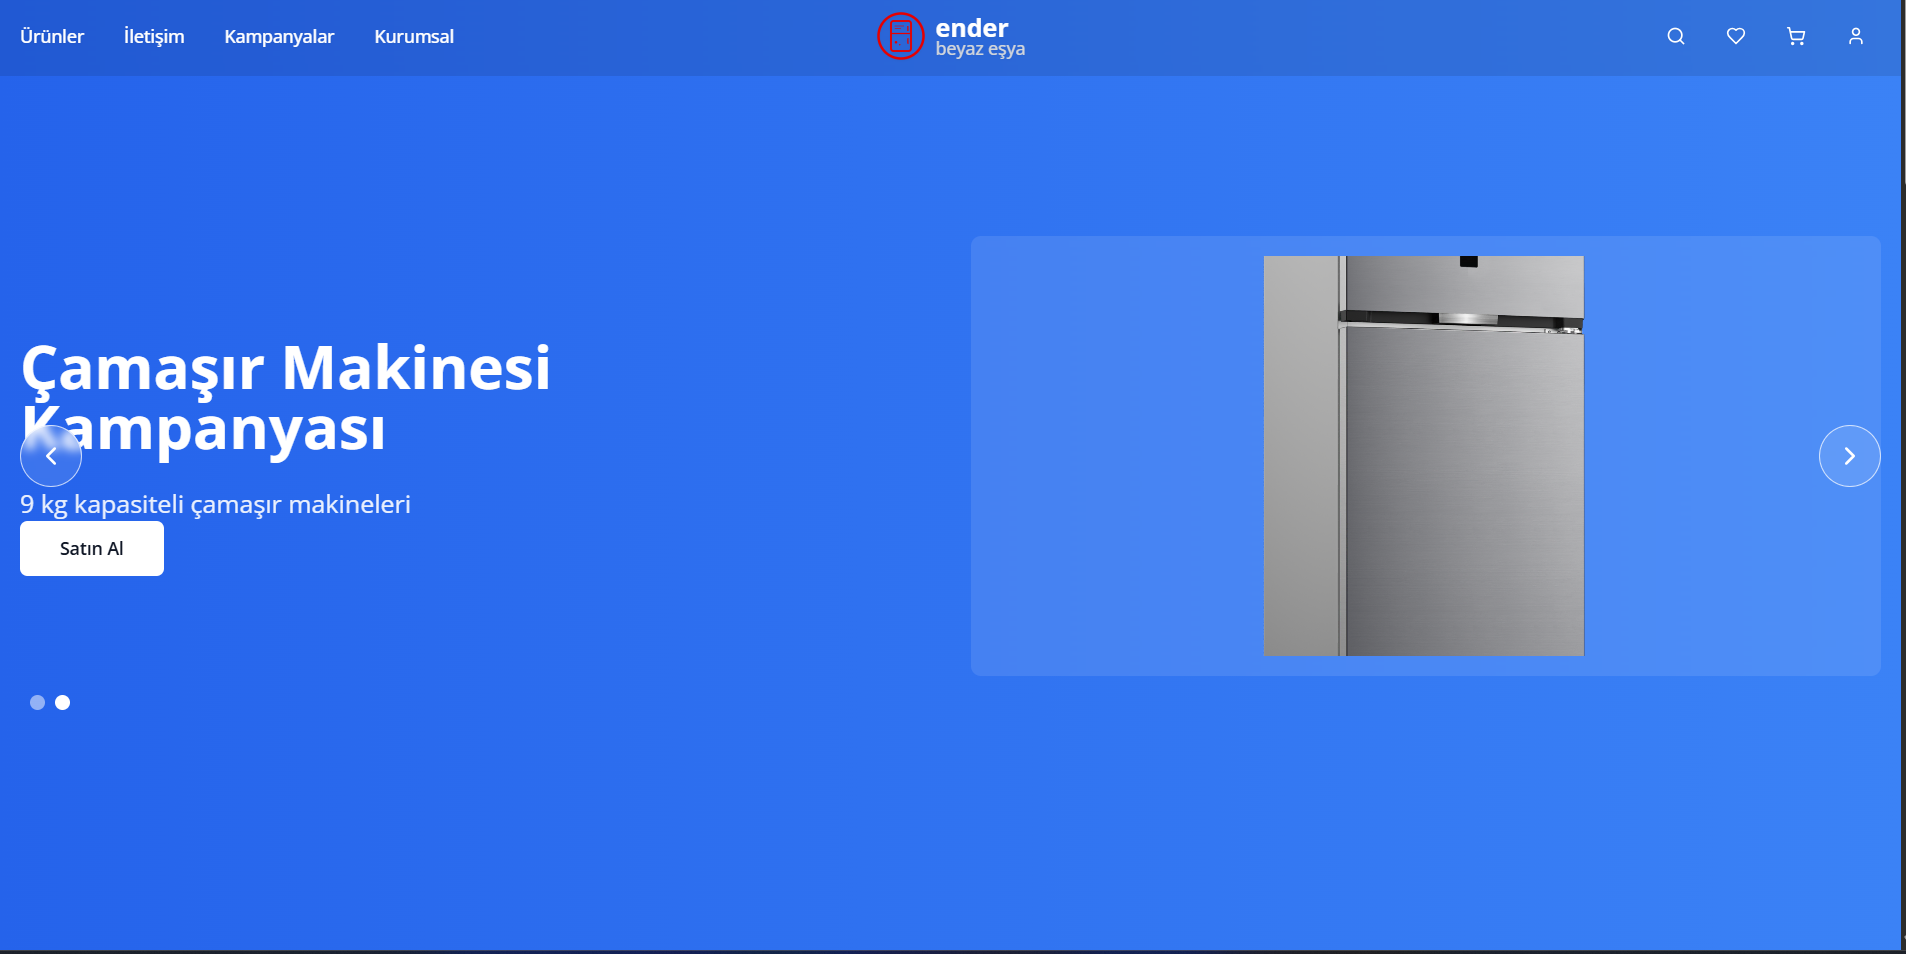 Ürünler
İletişim
Kampanyalar
Kurumsal
ender
beyaz eşya
Çamaşır Makinesi
Kampanyası
9 kg kapasiteli çamaşır makineleri
Satın Al